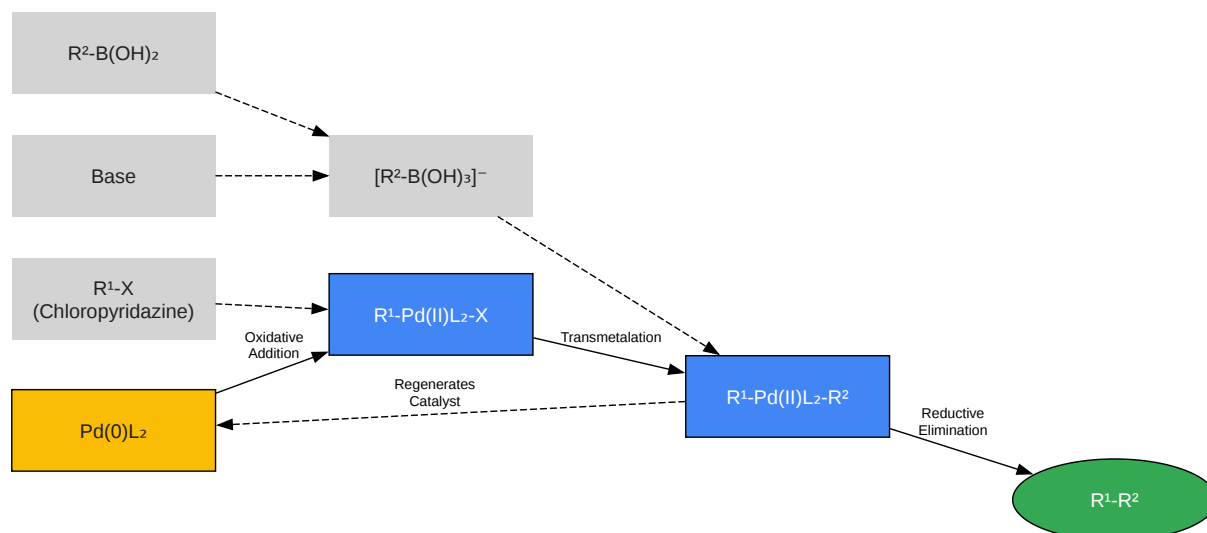 R²-B(OH)₂
Base
[R²-B(OH)₃]⁻
R¹-X
(Chloropyridazine)
R¹-Pd(II)L₂-X
Oxidative
Addition
Transmetalation
Regenerates
Catalyst
R¹-Pd(II)L₂-R²
Pd(0)L₂
Reductive
Elimination
R¹-R²